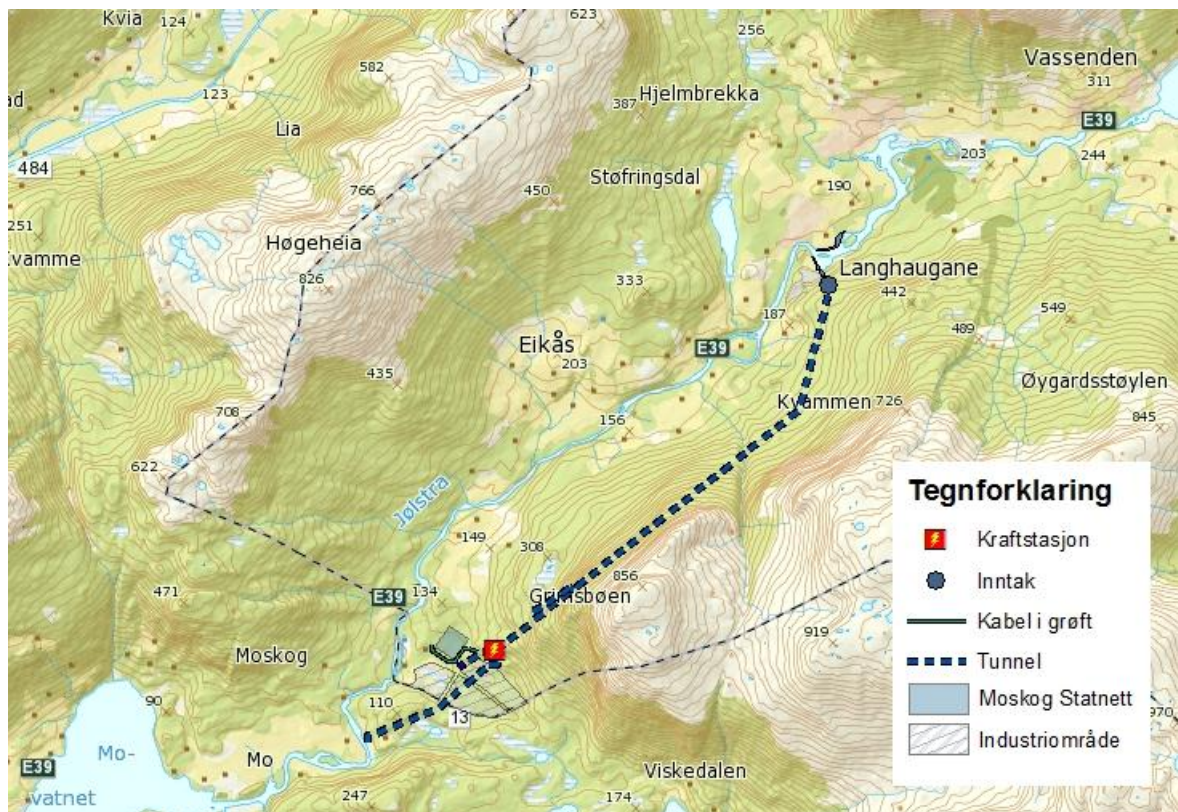 Kvia
124
623
256
Vassenden
311
582
ad
123
387
Hjelmbrekka
E39
Lia
203
244
484
766
450
Støfringsdal
190
251
Kvamme
Høgeheia
826
333
Langhaugane
442
549
187
489
E39
Eikås
203
435
Øygardsstøylen
708
Kvammen
726
845
156
622
Jølstra
149
308
856
Grimsbøen
471
134
E39
919
Moskog
90
110
13
970
Mo-
vatnet
Mo
E39
247
174
Viskedalen
Tegnforklaring
Kraftstasjon
Inntak
Kabel i grøft
Tunnel
Moskog Statnett
Industriområde